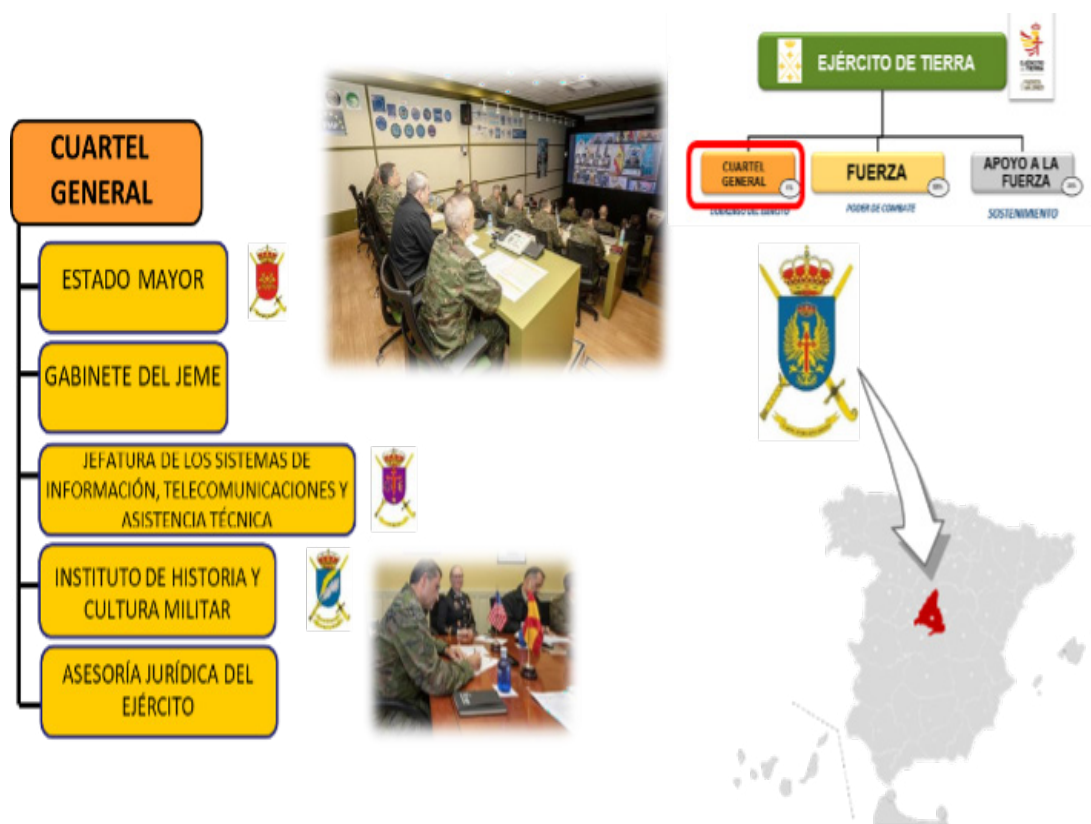 CUARTEL
GENERAL
ESTADO MAYOR
GABINETE DEL JEME
JEFATURA DE LOS SISTEMAS DE
INFORMACIÓN, TELECOMUNICACIONES Y
ASISTENCIA TÉCNICA
INSTITUTO DE HISTORIA Y
CULTURA MILITAR
ASESORÍA JURÍDICA DEL
EJÉRCITO
EJÉRCITO DE TIERRA
CUARTEL
GENERAL
FUERZA
PODER DE COMBATE
APOYO A LA
FUERZA
SOSTENIMIENTO